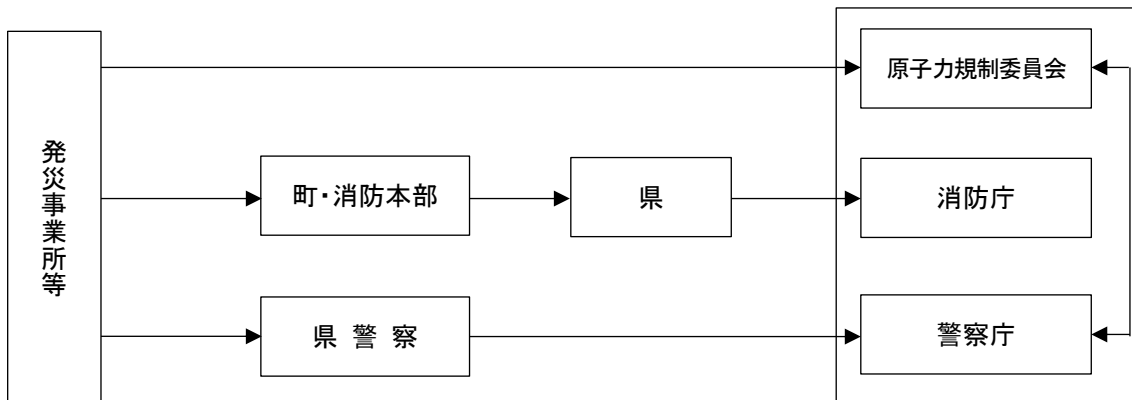 発災事業所等
原子力規制委員会
町・消防本部
県
消防庁
県 警 察
警察庁